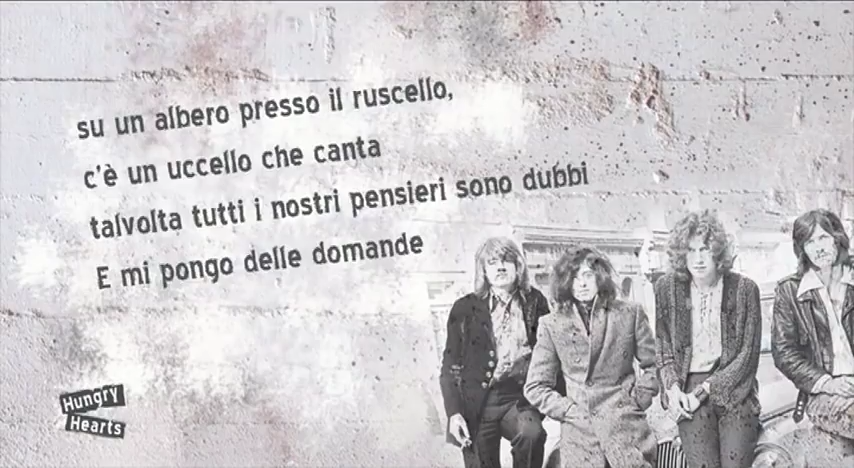 su un albero presso il ruscello,
c'è un uccello che canta
talvolta tutti i nostri pensieri sono dubbi
E mi pongo delle domande
Hungry
Hearts